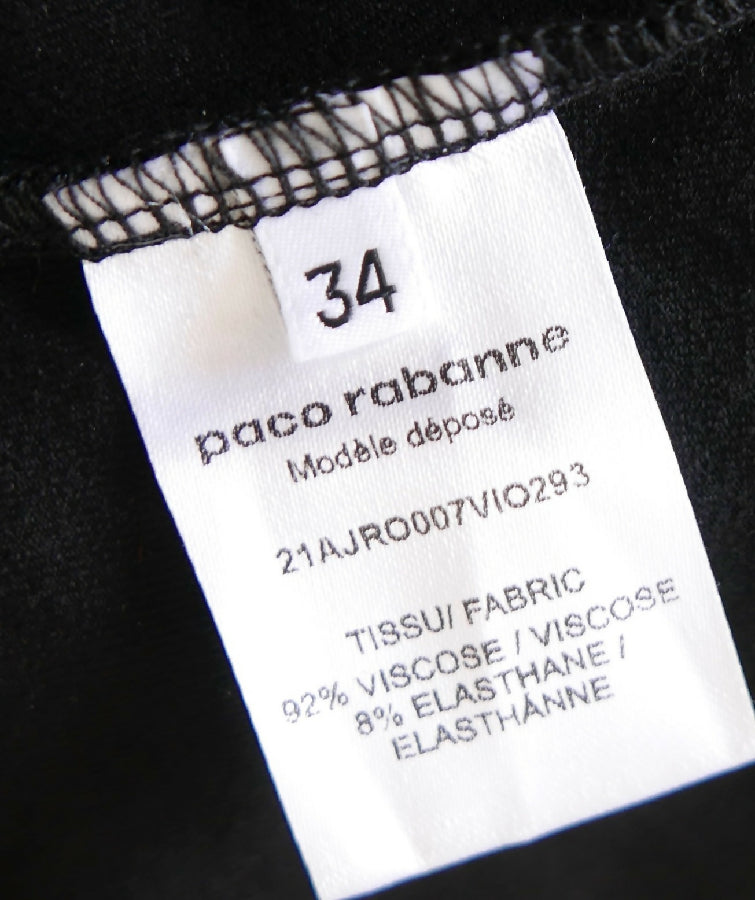 34
paco rabanne
Modèle déposé
21AJRO007VIO293
TISSU/ FABRIC
92% VISCOSE / VISCOSE
8% ELASTHANE /
ELASTHANNE